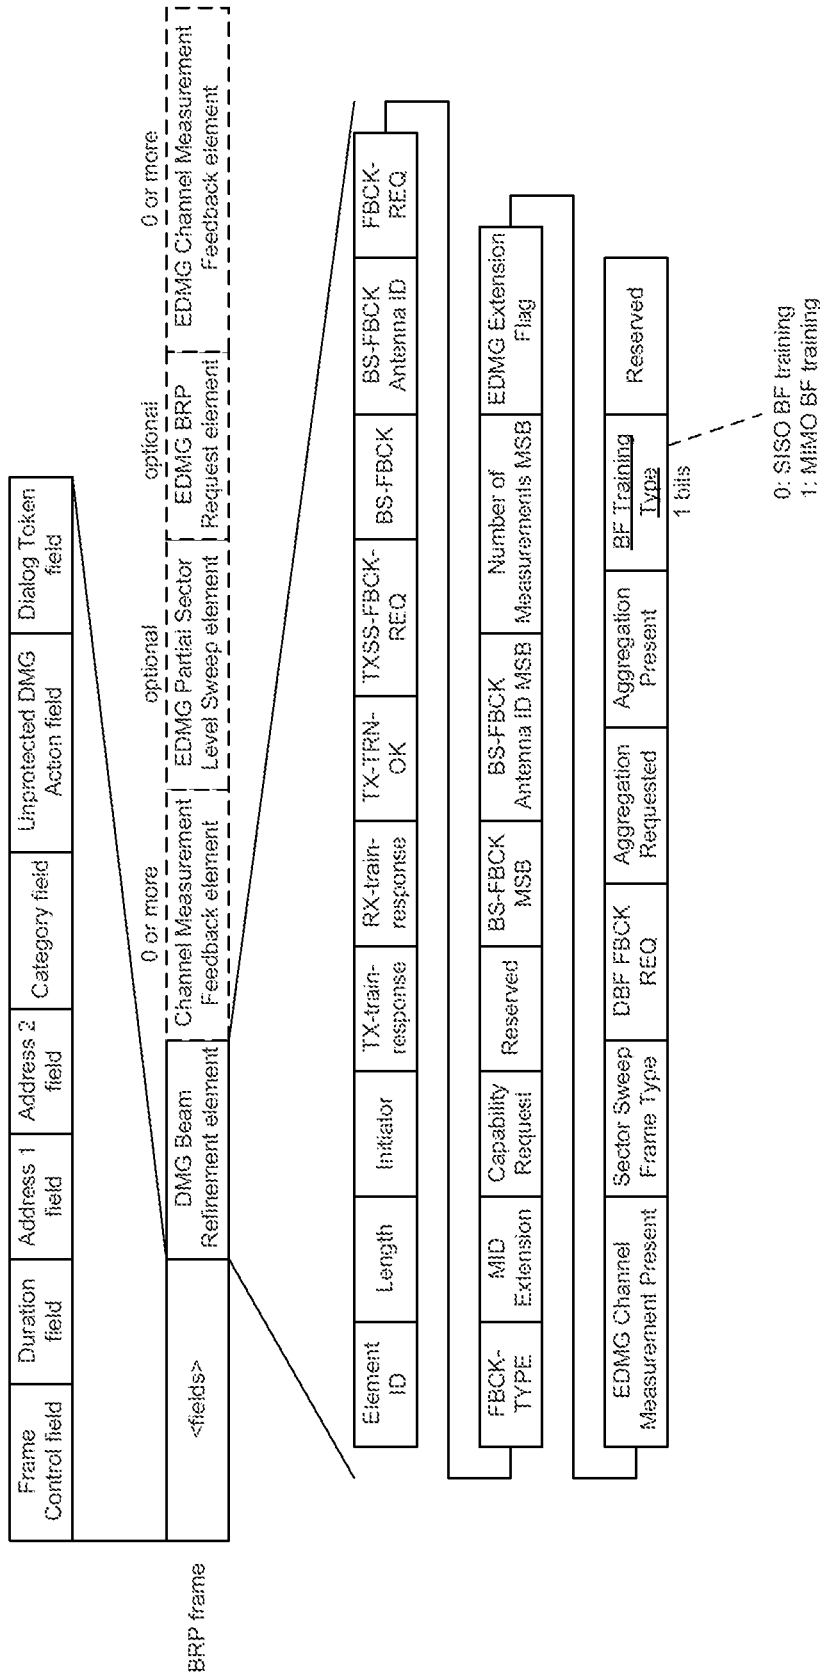 Frame
Control field
Duration
field
Address 1
field
Address 2
field
Category field
Unprotected DMG
Action field
Dialog Token
field
BRP frame
<fields>
DMG Beam
Refinement element
0 or more
Channel Measurement
Feedback element
optional
EDMG Partial Sector
Level Sweep element
optional
EDMG BRP
Request element
0 or more
EDMG Channel Measurement
Feedback element
Element
ID
Length
Initiator
TX-train-
response
RX-train-
response
TX-TRN-
OK
TXSS-FBCK-
REQ
BS-FBCK
BS-FBCK
Antenna ID
FBCK-
REQ
FBCK-
TYPE
MID
Extension
Capability
Request
Reserved
BS-FBCK
MSB
BS-FBCK
Antenna ID MSB
Number of
Measurements MSB
EDMG Extension
Flag
EDMG Channel
Measurement Present
Sector Sweep
Frame Type
DBF FBCK
REQ
Aggregation
Requested
Aggregation
Present
BF Training
Type
1 bits
Reserved
0: SISO BF training
1: MIMO BF training